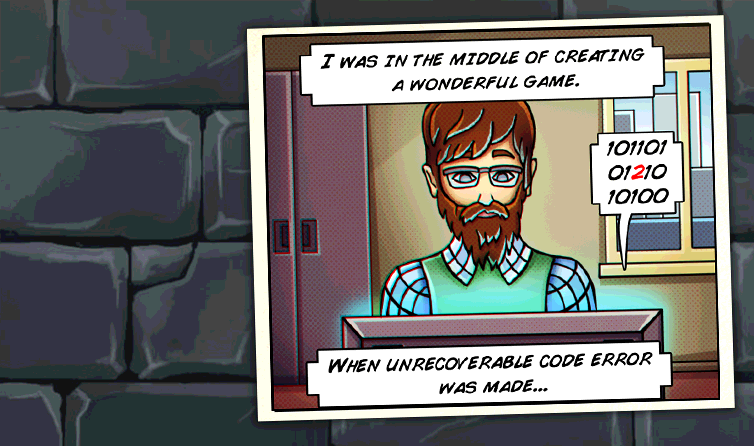 I WAS IN THE MIDDLE OF CREATING
A WONDERFUL GAME.
101101
01210
10100
WHEN UNRECOVERABLE CODE ERROR
WAS MADE...